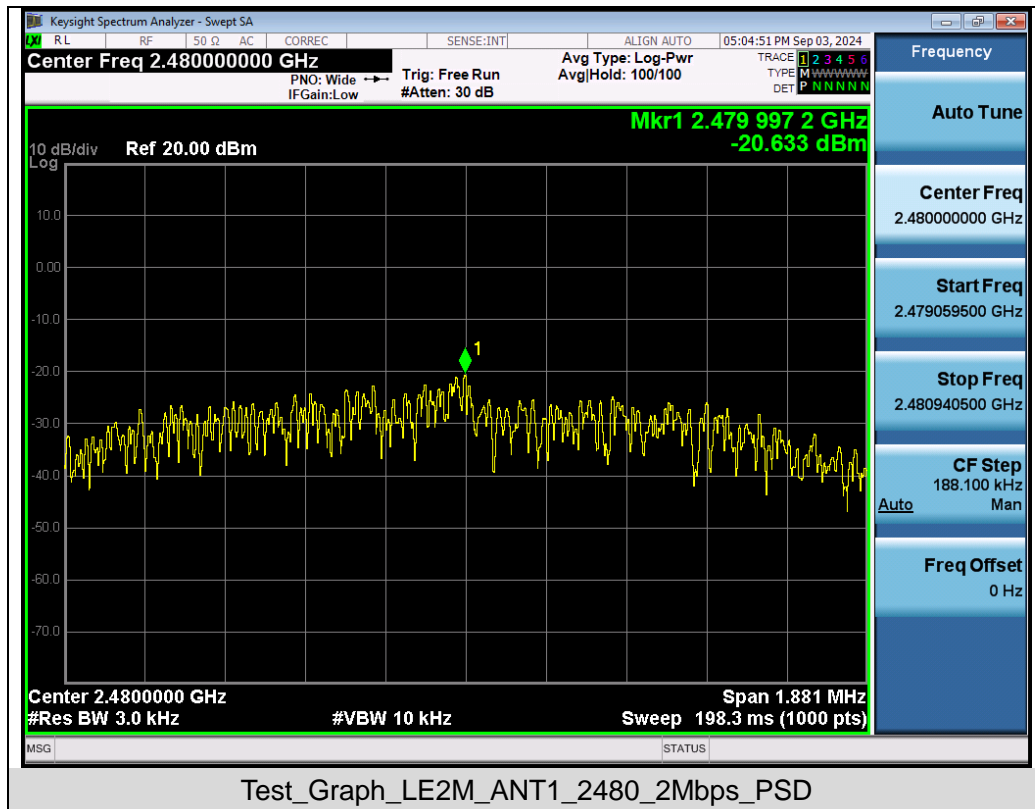 Keysight Spectrum Analyzer - Swept SA
LXI RL RF 50 Ω AC CORREC SENSE:INT ALIGN AUTO 05:04:51 PM Sep 03, 2024
Center Freq 2.480000000 GHz
PNO: Wide
IFGain:Low
Trig: Free Run
#Atten: 30 dB
Avg Type: Log-Pwr
Avg|Hold: 100/100
TRACE 1 2 3 4 5 6
TYPE M WWWWW
DET P N N N N N
Mkr1 2.479 997 2 GHz
-20.633 dBm
10 dB/div Ref 20.00 dBm
Log
10.0
0.00
-10.0
-20.0
-30.0
-40.0
-50.0
-60.0
-70.0
1
Center 2.4800000 GHz Span 1.881 MHz
#Res BW 3.0 kHz #VBW 10 kHz Sweep 198.3 ms (1000 pts)
MSG STATUS
Frequency
Auto Tune
Center Freq
2.480000000 GHz
Start Freq
2.479059500 GHz
Stop Freq
2.480940500 GHz
CF Step
188.100 kHz
Auto Man
Freq Offset
0 Hz
Test_Graph_LE2M_ANT1_2480_2Mbps_PSD